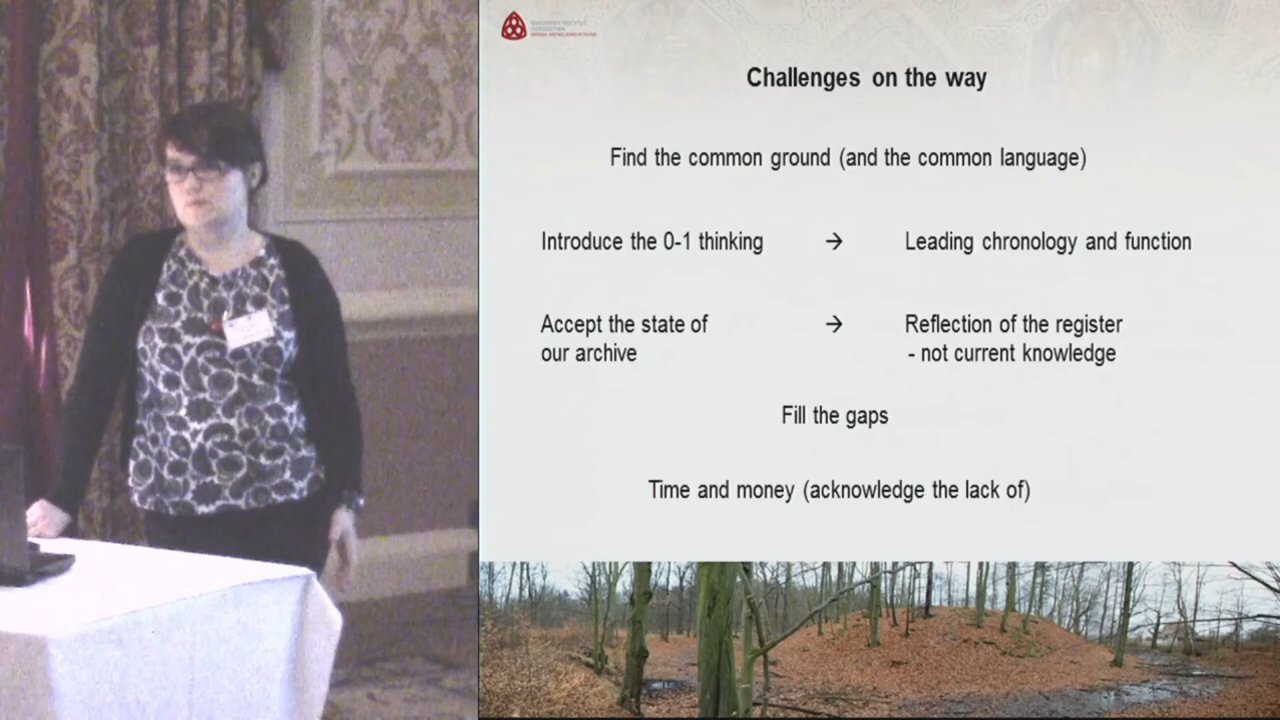 Challenges on the way
Find the common ground (and the common language)
Introduce the 0-1 thinking → Leading chronology and function
Accept the state of
our archive
→ Reflection of the register
- not current knowledge
Fill the gaps
Time and money (acknowledge the lack of)